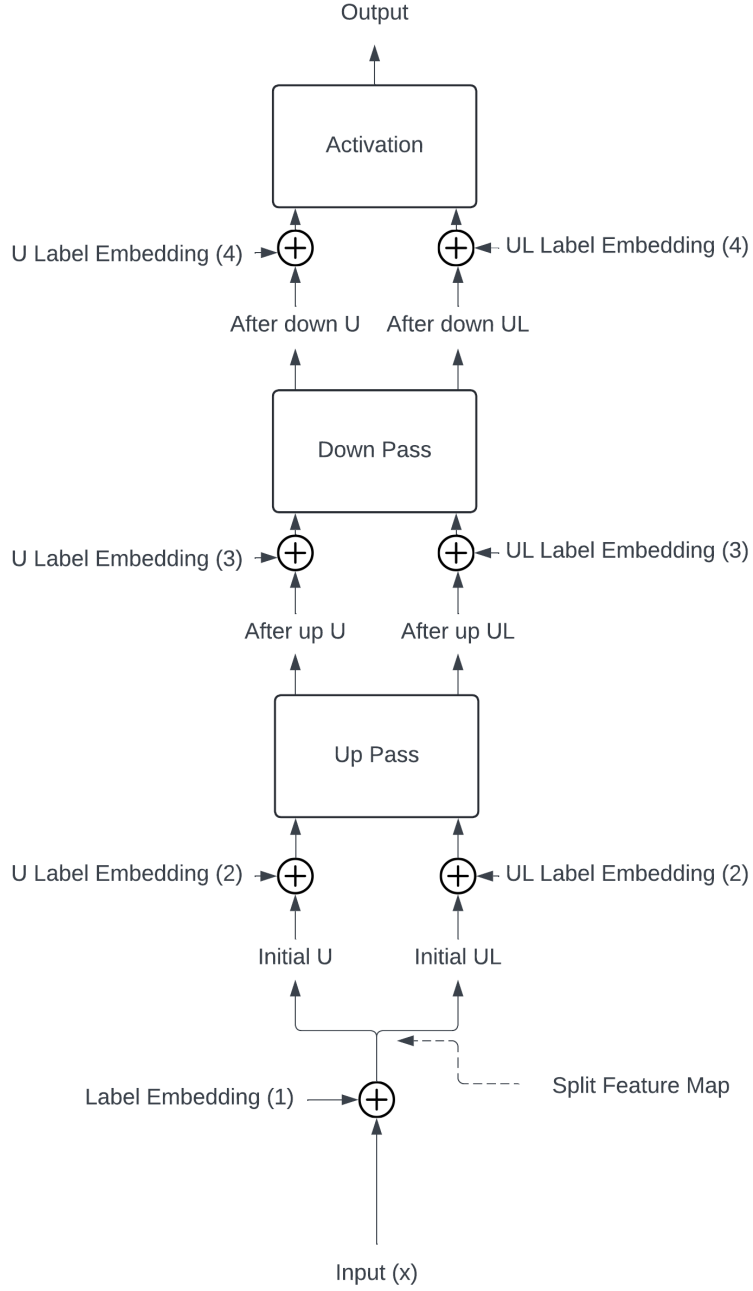 Output
Activation
U Label Embedding (4)
UL Label Embedding (4)
After down U
After down UL
Down Pass
U Label Embedding (3)
UL Label Embedding (3)
After up U
After up UL
Up Pass
U Label Embedding (2)
UL Label Embedding (2)
Initial U
Initial UL
Split Feature Map
Label Embedding (1)
Input (x)